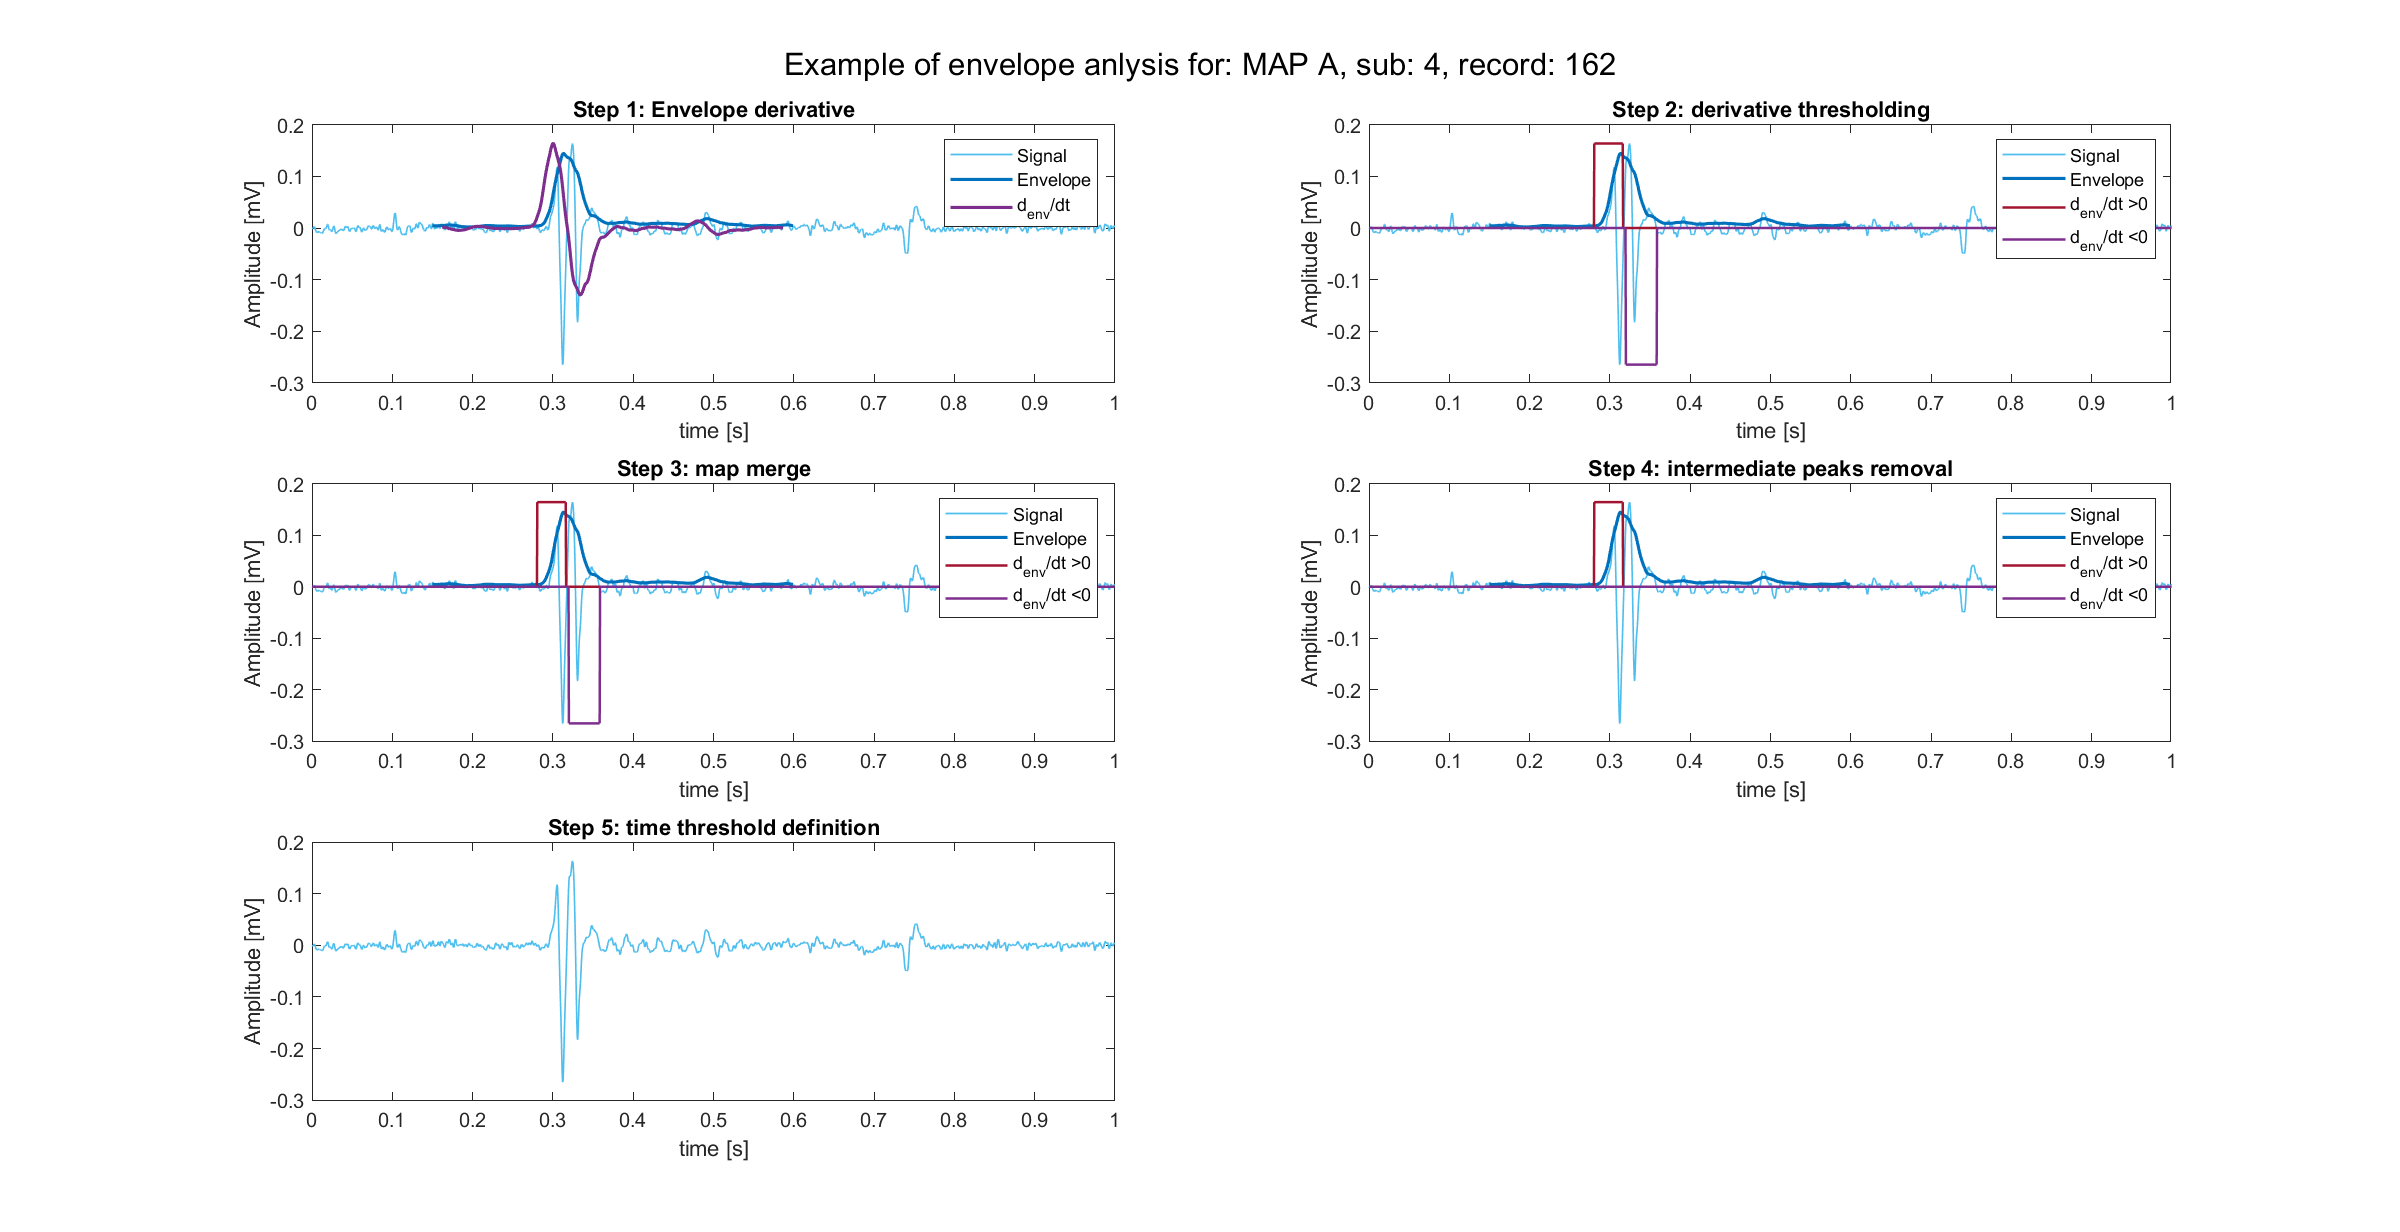 Example of envelope anlysis for: MAP A, sub: 4, record: 162
Step 1: Envelope derivative
0.2
0.1
0
-0.1
-0.2
-0.3
Amplitude [mV]
Signal
Envelope
d_env/dt
0 0.1 0.2 0.3 0.4 0.5 0.6 0.7 0.8 0.9 1
time [s]
Step 2: derivative thresholding
0.2
0.1
0
-0.1
-0.2
-0.3
Amplitude [mV]
Signal
Envelope
d_env/dt >0
d_env/dt <0
0 0.1 0.2 0.3 0.4 0.5 0.6 0.7 0.8 0.9 1
time [s]
Step 3: map merge
0.2
0.1
0
-0.1
-0.2
-0.3
Amplitude [mV]
Signal
Envelope
d_env/dt >0
d_env/dt <0
0 0.1 0.2 0.3 0.4 0.5 0.6 0.7 0.8 0.9 1
time [s]
Step 4: intermediate peaks removal
0.2
0.1
0
-0.1
-0.2
-0.3
Amplitude [mV]
Signal
Envelope
d_env/dt >0
d_env/dt <0
0 0.1 0.2 0.3 0.4 0.5 0.6 0.7 0.8 0.9 1
time [s]
Step 5: time threshold definition
0.2
0.1
0
-0.1
-0.2
-0.3
Amplitude [mV]
0 0.1 0.2 0.3 0.4 0.5 0.6 0.7 0.8 0.9 1
time [s]